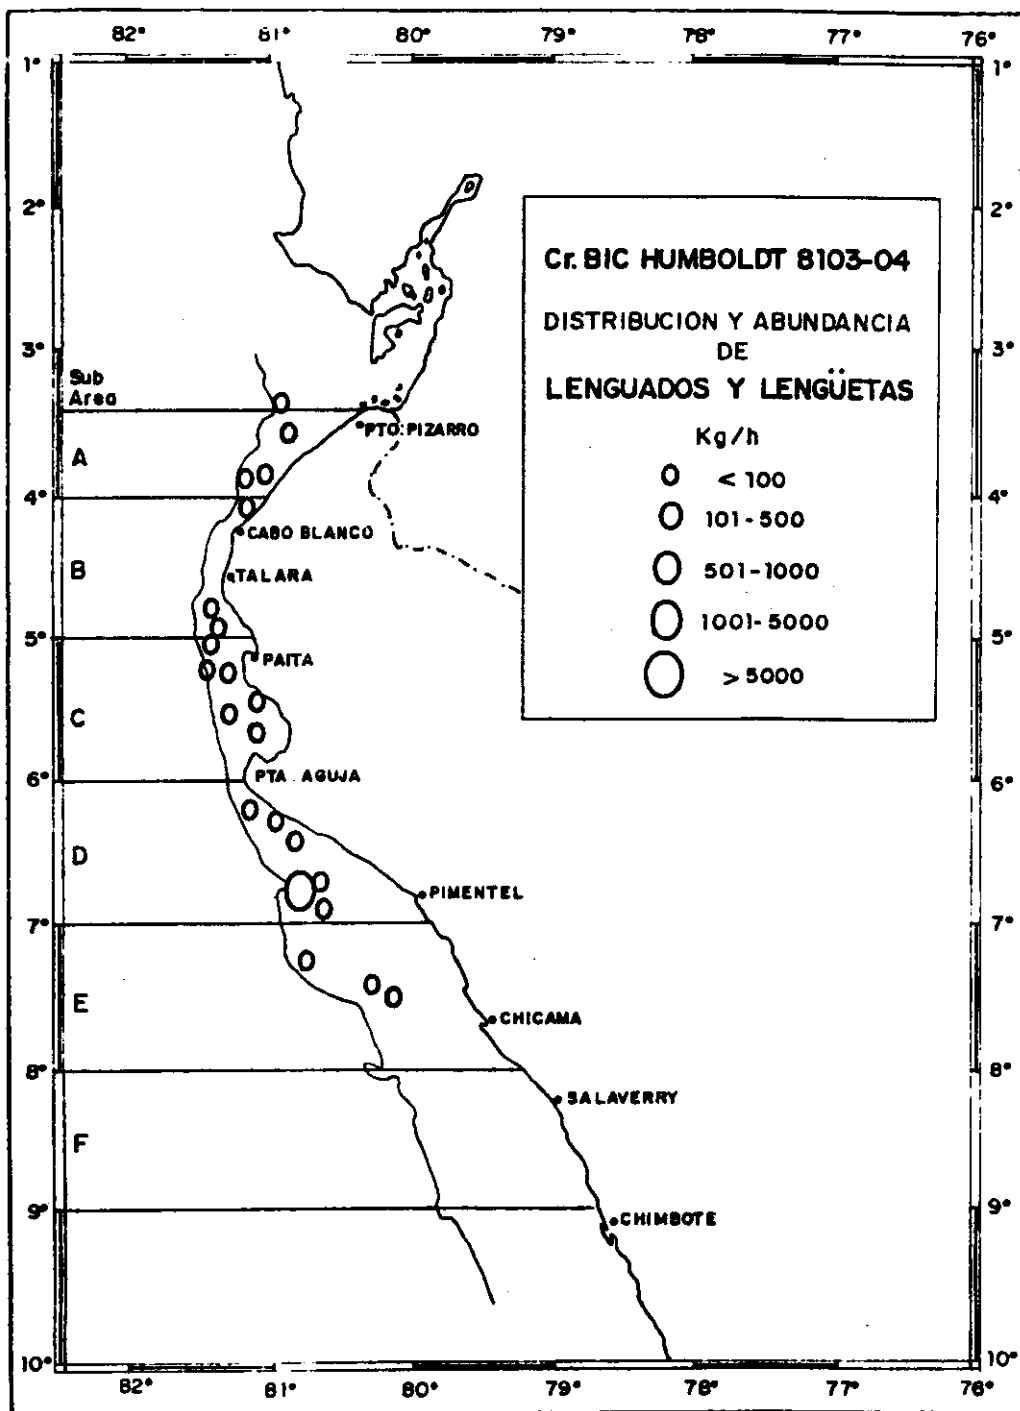 82° 81° 80° 79° 78° 77° 76°
1° 1°
2° 2°
Cr. BIC HUMBOLDT 8103-04
DISTRIBUCION Y ABUNDANCIA
DE
LENGUADOS Y LENGÜETAS
Kg/h
< 100
101-500
501-1000
1001-5000
> 5000
3° 3°
Sub
Area
PTO. PIZARRO
A
4° 4°
CABO BLANCO
B
TALARA
5° 5°
PAITA
C
PTA. AGUJA
6° 6°
D
PIMENTEL
7° 7°
E
CHICAMA
8° 8°
SALAVERRY
F
9° 9°
CHIMBOTE
10° 10°
82° 81° 80° 79° 78° 77° 76°